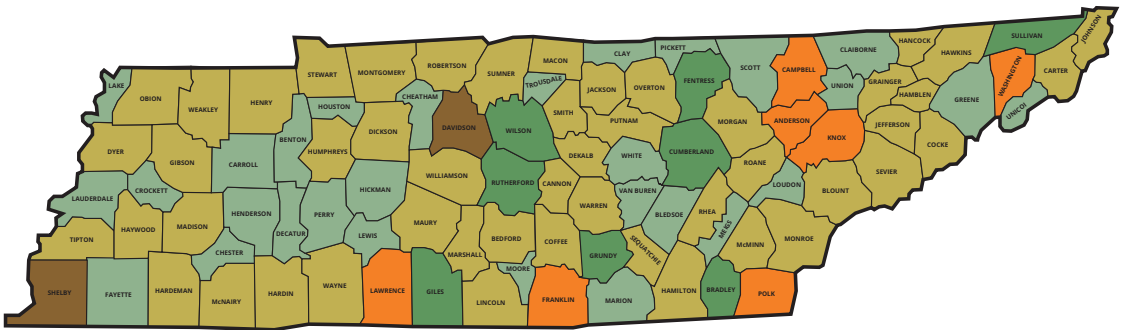 JOHNSON
SULLIVAN
HANCOCK
HAWKINS
CLAIBORNE
PICKETT
CLAY
MACON
ROBERTSON
SUMNER
STEWART
MONTGOMERY
SCOTT
CAMPBELL
CARTER
WASHINGTON
FENTRESS
GRAINGER
UNION
TROUSDALE
LAKE
OVERTON
JACKSON
HAMBLEN
CHEATHAM
OBION
GREENE
HENRY
HOUSTON
WEAKLEY
UNICOI
SMITH
PUTNAM
MORGAN
ANDERSON
JEFFERSON
DAVIDSON
WILSON
DICKSON
KNOX
BENTON
COCKE
DYER
HUMPHREYS
CUMBERLAND
DEKALB
WHITE
GIBSON
ROANE
CARROLL
SEVIER
WILLIAMSON
RUTHERFORD
CANNON
LOUDON
CROCKETT
HICKMAN
VAN BUREN
BLOUNT
LAUDERDALE
WARREN
RHEA
HENDERSON
PERRY
BLEDSOE
MAURY
MADISON
HAYWOOD
MEIGS
DECATUR
LEWIS
BEDFORD
TIPTON
MONROE
COFFEE
McMINN
SEQUATCHIE
CHESTER
MARSHALL
GRUNDY
MOORE
WAYNE
LAWRENCE
GILES
HARDEMAN
HAMILTON
BRADLEY
SHELBY
FAYETTE
HARDIN
POLK
FRANKLIN
MARION
McNAIRY
LINCOLN